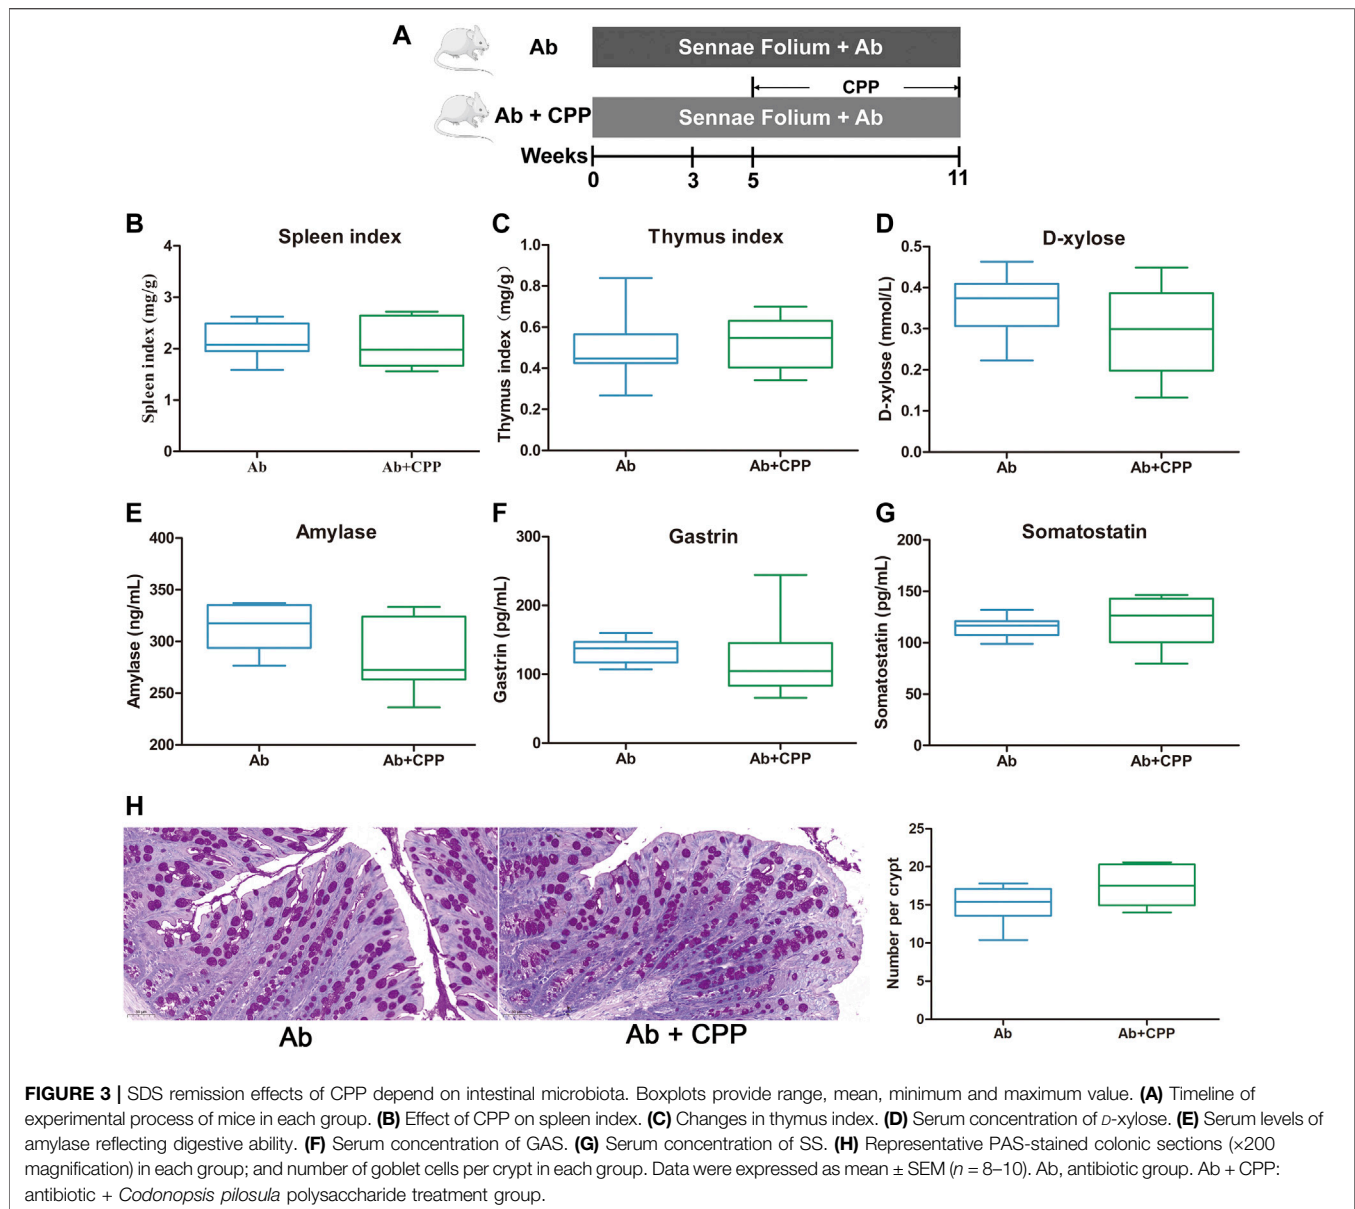 A
Ab
Sennae Folium + Ab
CPP
Ab + CPP
Sennae Folium + Ab
Weeks
0 3 5 11
B
Spleen index
Spleen index (mg/g)
4
3
2
1
0
Ab Ab+CPP
C
Thymus index
Thymus index (mg/g)
1.0
0.8
0.6
0.4
0.2
0.0
Ab Ab+CPP
D
D-xylose
D-xylose (mmol/L)
0.5
0.4
0.3
0.2
0.1
0.0
Ab Ab+CPP
E
Amylase
Amylase (ng/mL)
400
350
300
250
200
Ab Ab+CPP
F
Gastrin
Gastrin (pg/mL)
300
200
100
0
Ab Ab+CPP
G
Somatostatin
Somatostatin (pg/mL)
200
150
100
50
0
Ab Ab+CPP
H
Ab
Ab + CPP
Number per crypt
25
20
15
10
5
0
Ab Ab+CPP
FIGURE 3 | SDS remission effects of CPP depend on intestinal microbiota. Boxplots provide range, mean, minimum and maximum value. (A) Timeline of
experimental process of mice in each group. (B) Effect of CPP on spleen index. (C) Changes in thymus index. (D) Serum concentration of D-xylose. (E) Serum levels of
amylase reflecting digestive ability. (F) Serum concentration of GAS. (G) Serum concentration of SS. (H) Representative PAS-stained colonic sections (×200
magnification) in each group; and number of goblet cells per crypt in each group. Data were expressed as mean ± SEM (n = 8–10). Ab, antibiotic group. Ab + CPP:
antibiotic + Codonopsis pilosula polysaccharide treatment group.